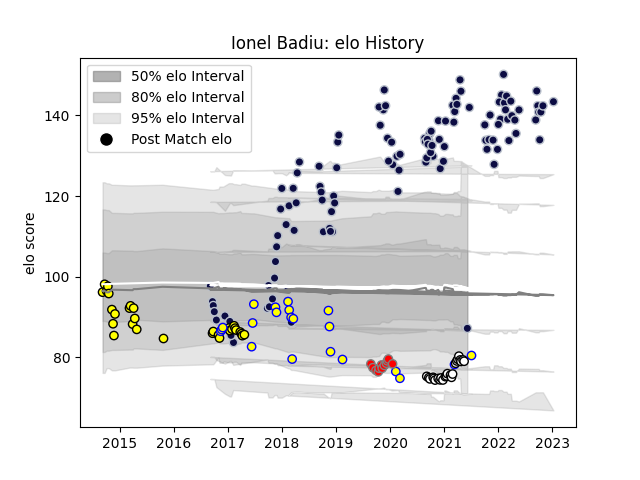 Ionel Badiu: elo History
50% elo Interval
80% elo Interval
95% elo Interval
Post Match elo
elo score
140
120
100
80
2015 2016 2017 2018 2019 2020 2021 2022 2023